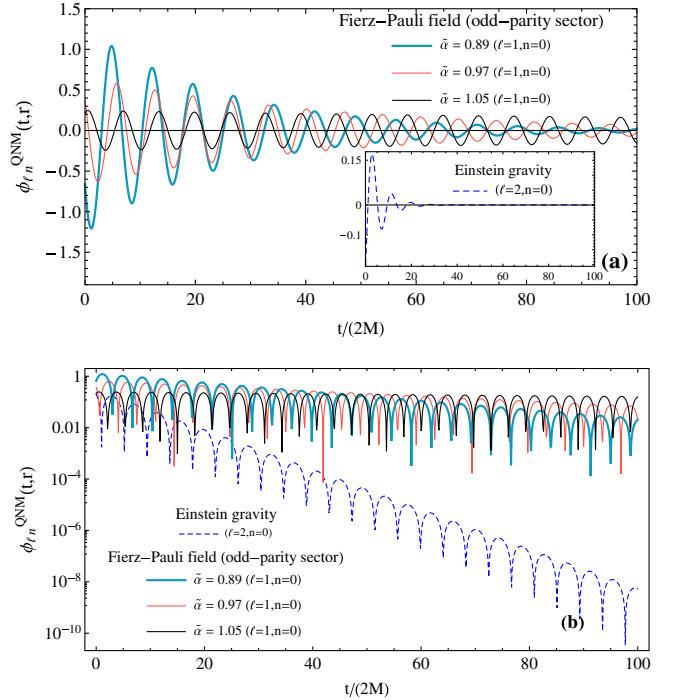 Fierz−Pauli field (odd−parity sector)
α̃ = 0.89 (ℓ=1,n=0)
α̃ = 0.97 (ℓ=1,n=0)
α̃ = 1.05 (ℓ=1,n=0)
1.5
1.0
0.5
0.0
−0.5
−1.0
−1.5
ϕ_{ℓ n}^{QNM}(t,r)
Einstein gravity
(ℓ=2,n=0)
0.15
0
−0.1
0 20 40 60 80 100
(a)
0 20 40 60 80 100
t/(2M)
1
0.01
10^{−4}
10^{−6}
10^{−8}
10^{−10}
ϕ_{ℓ n}^{QNM}(t,r)
Einstein gravity
(ℓ=2,n=0)
Fierz−Pauli field (odd−parity sector)
α̃ = 0.89 (ℓ=1,n=0)
α̃ = 0.97 (ℓ=1,n=0)
α̃ = 1.05 (ℓ=1,n=0)
(b)
0 20 40 60 80 100
t/(2M)